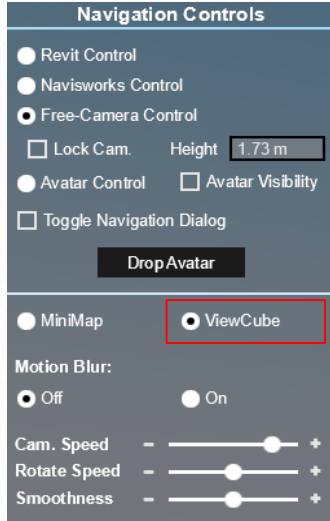 Navigation Controls
Revit Control
Navisworks Control
Free-Camera Control
Lock Cam. Height 1.73 m
Avatar Control Avatar Visibility
Toggle Navigation Dialog
Drop Avatar
MiniMap ViewCube
Motion Blur:
Off On
Cam. Speed - +
Rotate Speed - +
Smoothness - +